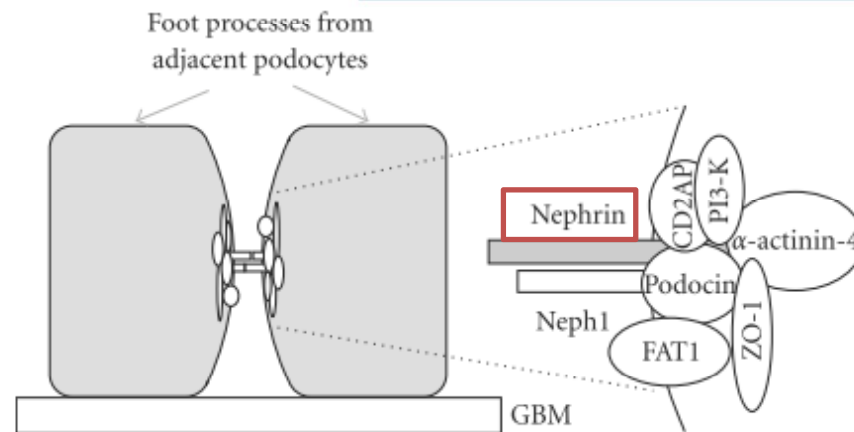 Foot processes from
adjacent podocytes
Nephrin
CD2AP
PI3-K
α-actinin-4
Podocin
Neph1
ZO-1
FAT1
GBM